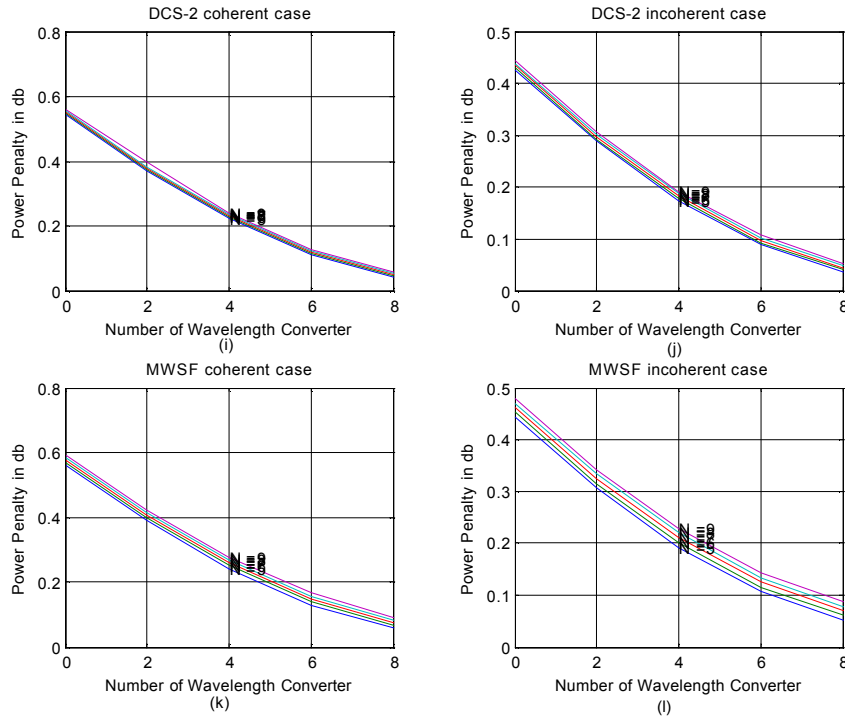 DCS-2 coherent case
0.8
0.6
0.4
0.2
0
Power Penalty in db
0 2 4 6 8
Number of Wavelength Converter
(i)
DCS-2 incoherent case
0.5
0.4
0.3
0.2
0.1
0
Power Penalty in db
0 2 4 6 8
Number of Wavelength Converter
(j)
MWSF coherent case
0.8
0.6
0.4
0.2
0
Power Penalty in db
N =9
0 2 4 6 8
Number of Wavelength Converter
(k)
MWSF incoherent case
0.5
0.4
0.3
0.2
0.1
0
Power Penalty in db
N =9
0 2 4 6 8
Number of Wavelength Converter
(l)